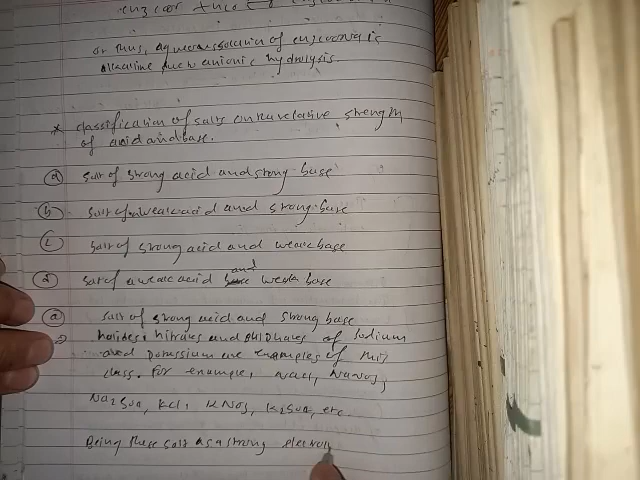 or thus, aqueous solution of CH3COONa is
alkaline due to anionic hydrolysis.
* classification of salts on the relative strength
of acid and base.
(a) salt of strong acid and strong base
(b) salt of a weak acid and strong base
(c) salt of strong acid and weak base
(d) salt of a weak acid and weak base
(a) salt of strong acid and strong base
halides, nitrates and sulphates of sodium
and potassium are examples of this
class. For example, NaCl, NaNO3,
Na2SO4, KCl, KNO3, K2SO4, etc.
Being these salt as a strong electroly